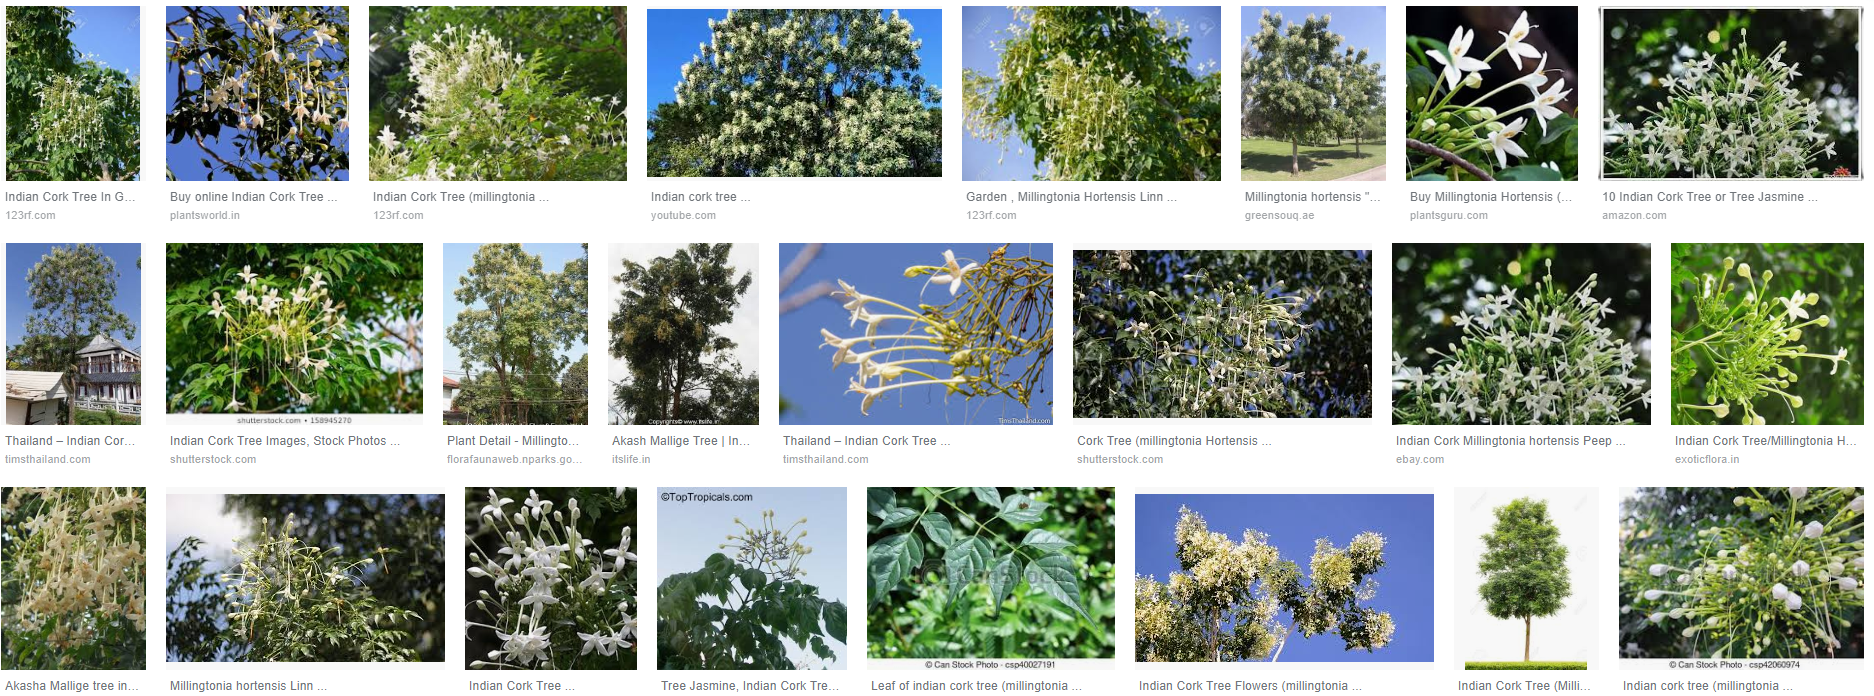 Indian Cork Tree In G...
123rf.com
Buy online Indian Cork Tree ...
plantsworld.in
Indian Cork Tree (millingtonia ...
123rf.com
Indian cork tree ...
youtube.com
Garden , Millingtonia Hortensis Linn ...
123rf.com
Millingtonia hortensis "...
greensouq.ae
Buy Millingtonia Hortensis (...
plantsguru.com
10 Indian Cork Tree or Tree Jasmine ...
amazon.com
shutterstock.com • 158945270
Copyrights© www.itslife.in
TimsThailand.com
Thailand – Indian Cor...
timsthailand.com
Indian Cork Tree Images, Stock Photos ...
shutterstock.com
Plant Detail - Millingto...
florafaunaweb.nparks.go...
Akash Mallige Tree | In...
itslife.in
Thailand – Indian Cork Tree ...
timsthailand.com
Cork Tree (millingtonia Hortensis ...
shutterstock.com
Indian Cork Millingtonia hortensis Peep ...
ebay.com
Indian Cork Tree/Millingtonia H...
exoticflora.in
©TopTropicals.com
© Can Stock Photo - csp40027191
© Can Stock Photo - csp42060974
Akasha Mallige tree in...
Millingtonia hortensis Linn ...
Indian Cork Tree ...
Tree Jasmine, Indian Cork Tre...
Leaf of indian cork tree (millingtonia ...
Indian Cork Tree Flowers (millingtonia ...
Indian Cork Tree (Milli...
Indian cork tree (millingtonia ...